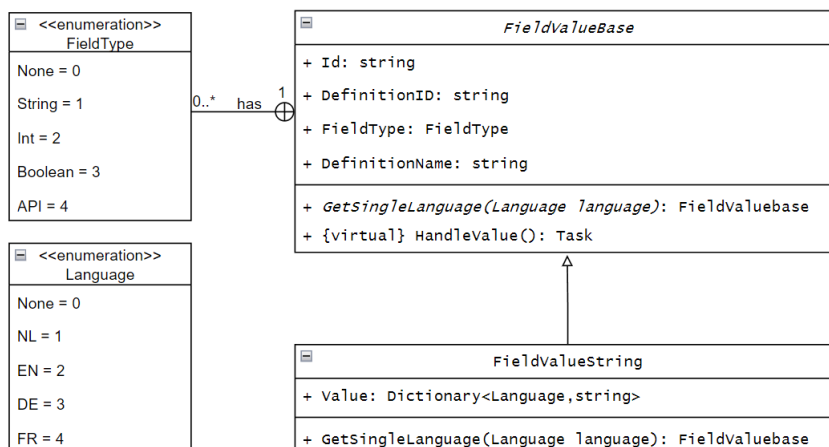 <<enumeration>>
FieldType
None = 0
String = 1
Int = 2
Boolean = 3
API = 4
0..* has 1
FieldValueBase
+ Id: string
+ DefinitionID: string
+ FieldType: FieldType
+ DefinitionName: string
+ GetSingleLanguage(Language language): FieldValuebase
+ {virtual} HandleValue(): Task
<<enumeration>>
Language
None = 0
NL = 1
EN = 2
DE = 3
FR = 4
FieldValueString
+ Value: Dictionary<Language,string>
+ GetSingleLanguage(Language language): FieldValuebase